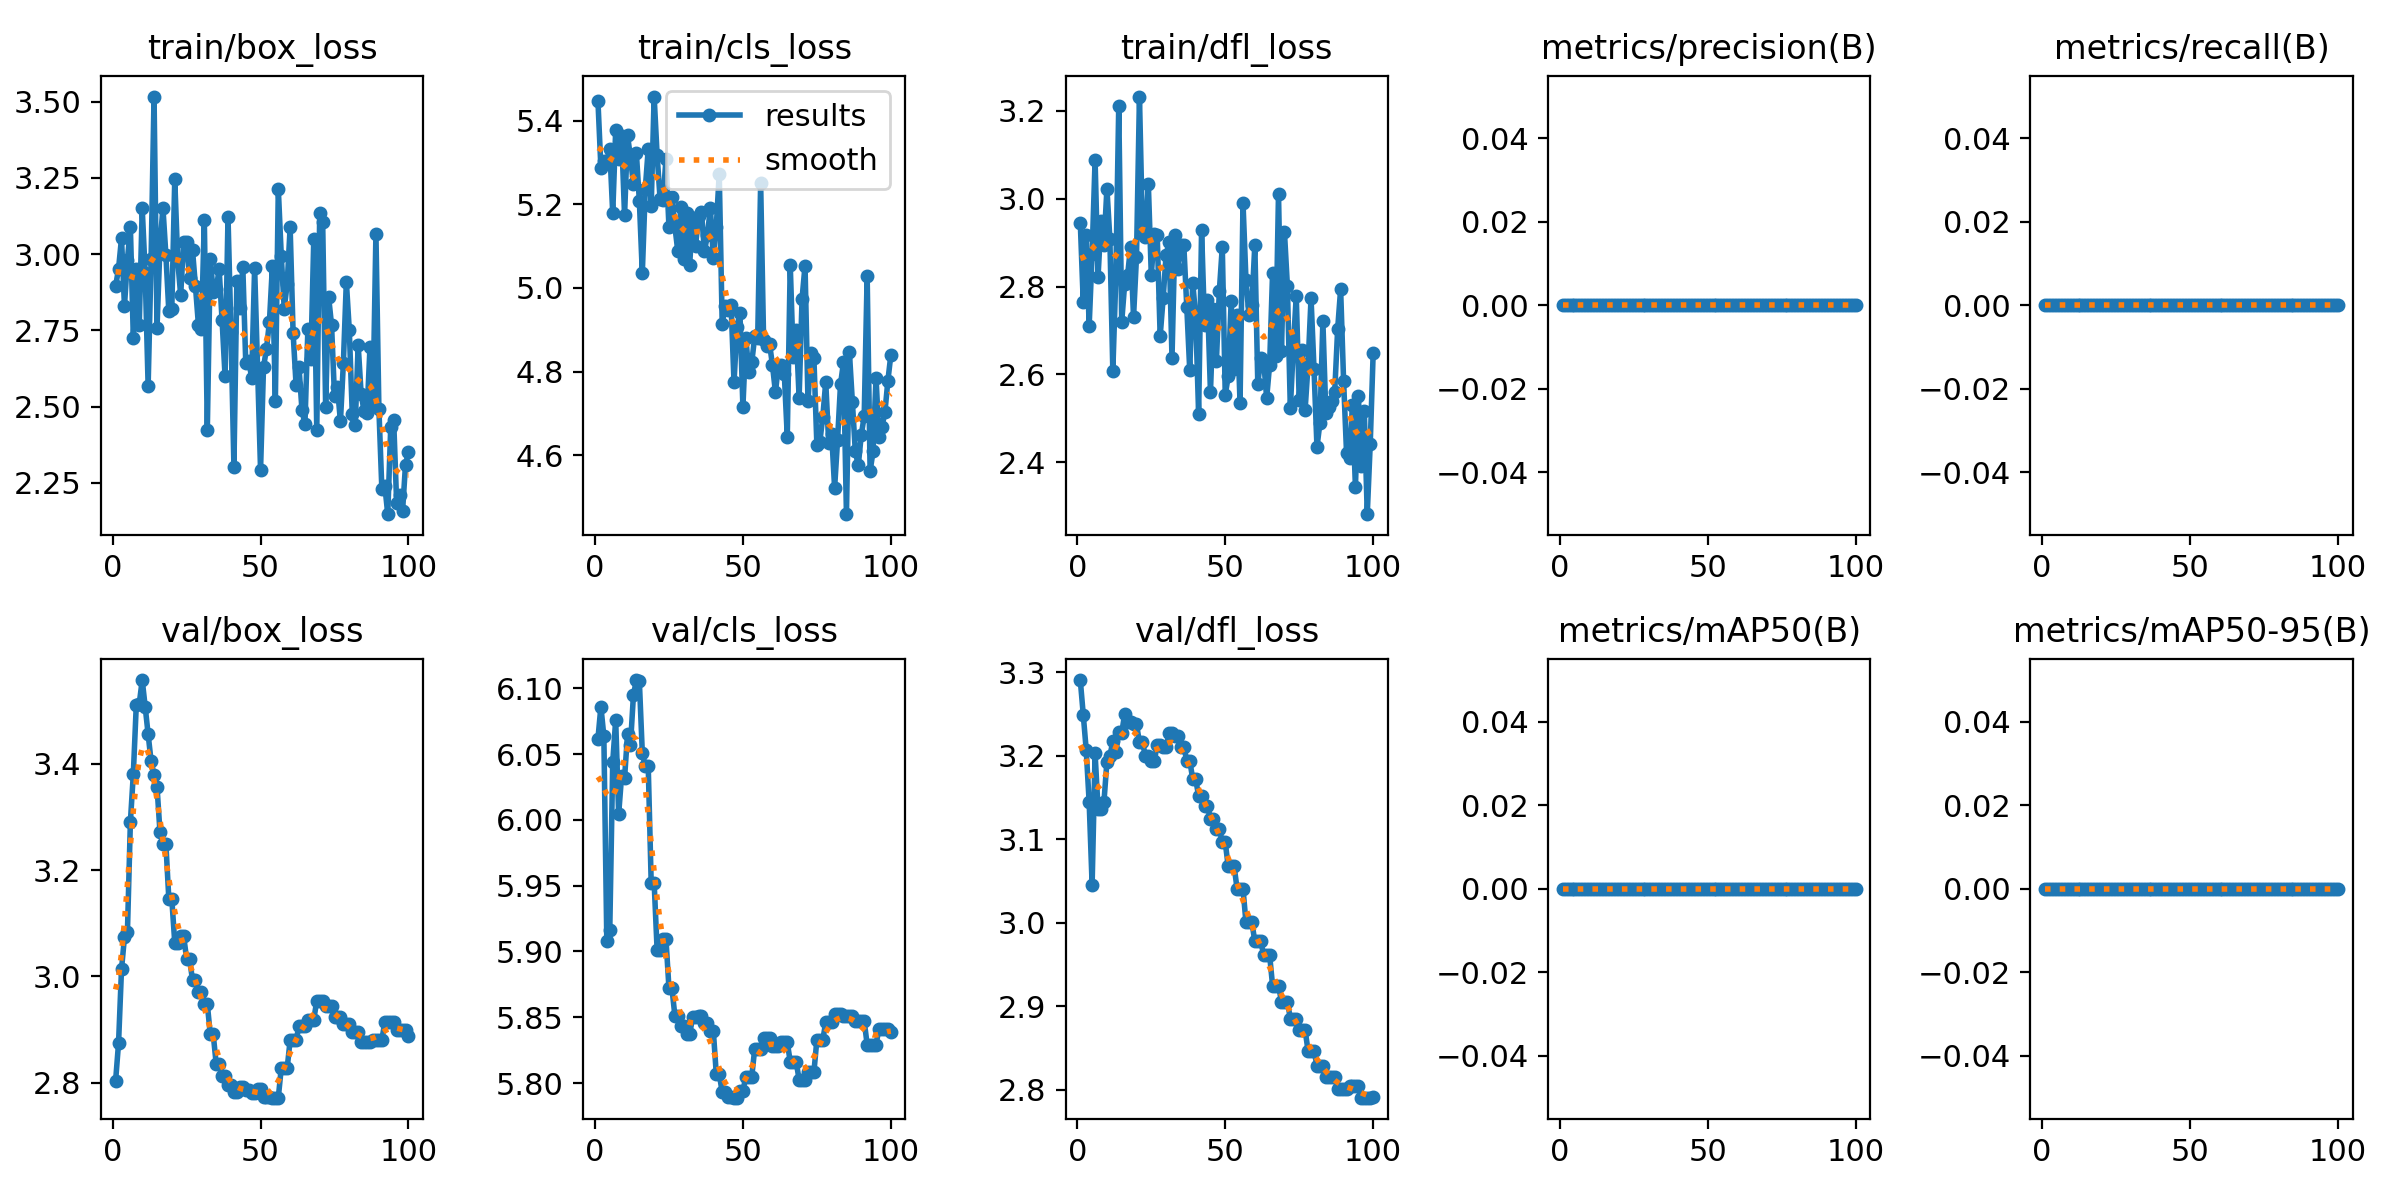 train/box_loss
3.50
3.25
3.00
2.75
2.50
2.25
0 50 100
train/cls_loss
results
smooth
5.4
5.2
5.0
4.8
4.6
0 50 100
train/dfl_loss
3.2
3.0
2.8
2.6
2.4
0 50 100
metrics/precision(B)
0.04
0.02
0.00
−0.02
−0.04
0 50 100
metrics/recall(B)
0.04
0.02
0.00
−0.02
−0.04
0 50 100
val/box_loss
3.4
3.2
3.0
2.8
0 50 100
val/cls_loss
6.10
6.05
6.00
5.95
5.90
5.85
5.80
0 50 100
val/dfl_loss
3.3
3.2
3.1
3.0
2.9
2.8
0 50 100
metrics/mAP50(B)
0.04
0.02
0.00
−0.02
−0.04
0 50 100
metrics/mAP50-95(B)
0.04
0.02
0.00
−0.02
−0.04
0 50 100